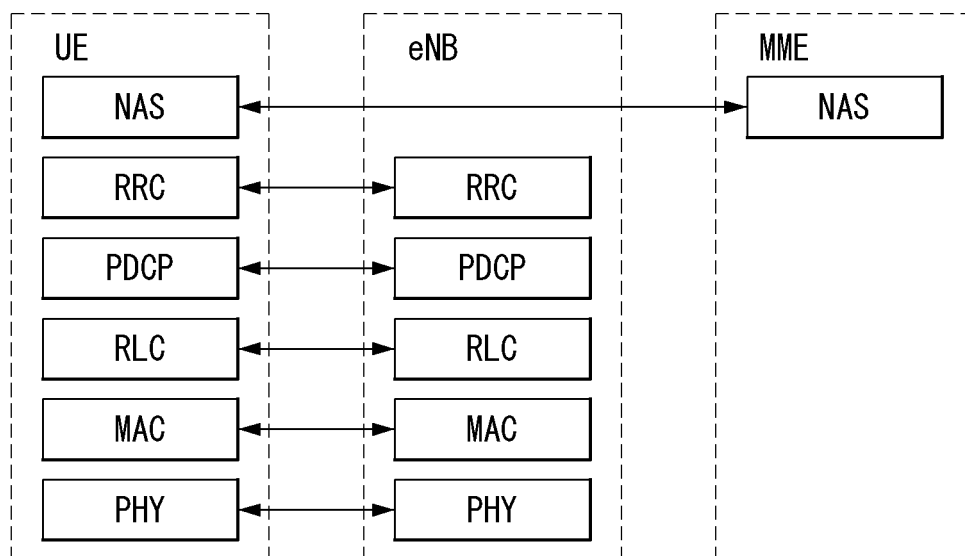 UE eNB MME
NAS NAS
RRC RRC
PDCP PDCP
RLC RLC
MAC MAC
PHY PHY